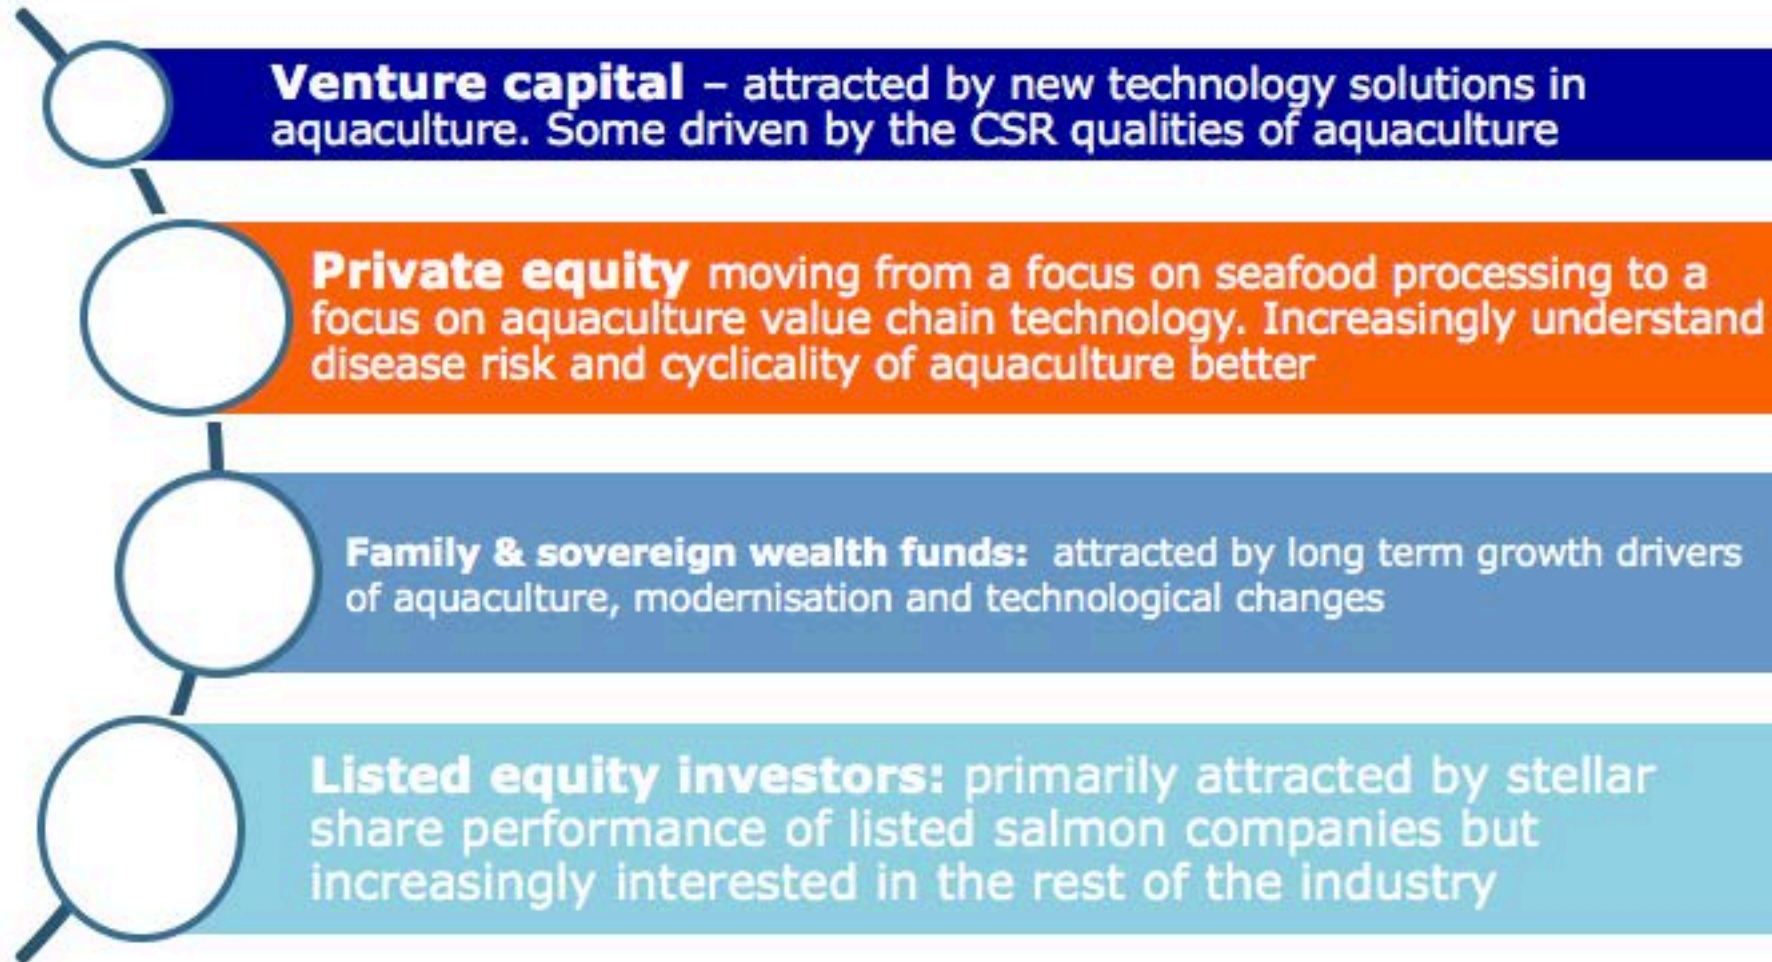 Venture capital – attracted by new technology solutions in
aquaculture. Some driven by the CSR qualities of aquaculture
Private equity moving from a focus on seafood processing to a
focus on aquaculture value chain technology. Increasingly understand
disease risk and cyclicality of aquaculture better
Family & sovereign wealth funds: attracted by long term growth drivers
of aquaculture, modernisation and technological changes
Listed equity investors: primarily attracted by stellar
share performance of listed salmon companies but
increasingly interested in the rest of the industry